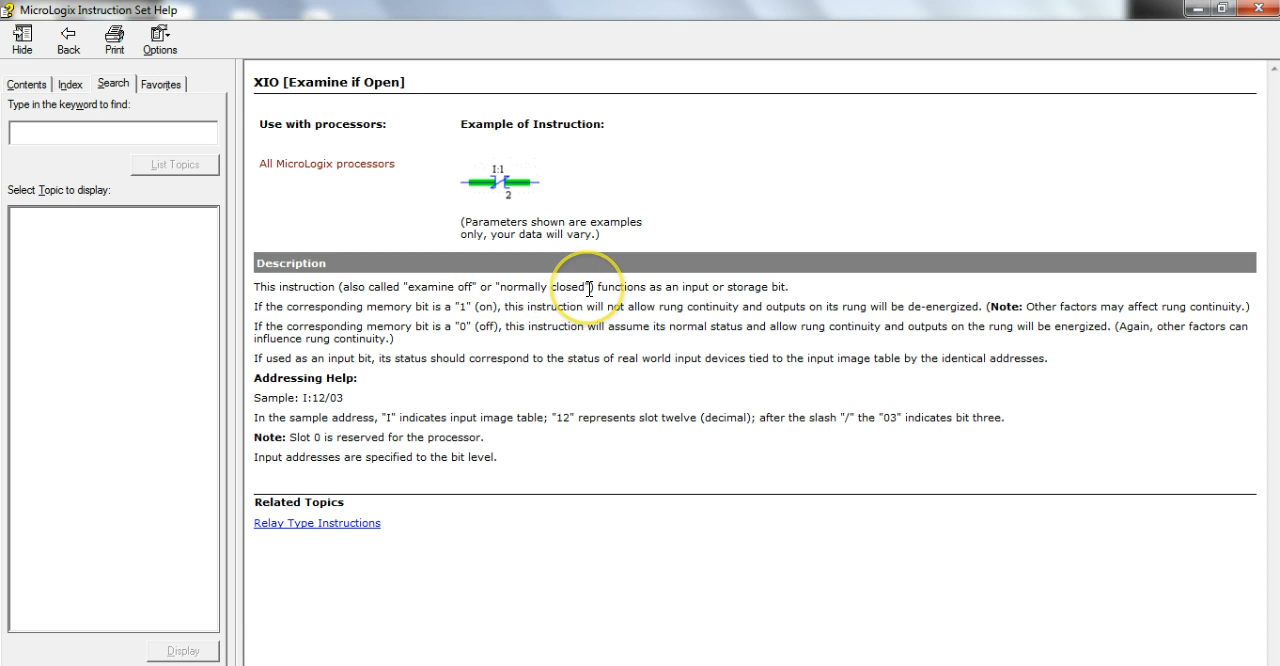 MicroLogix Instruction Set Help
Hide Back Print Options
Contents Index Search Favorites
Type in the keyword to find:
List Topics
Select Topic to display:
Display
XIO [Examine if Open]
Use with processors: Example of Instruction:
All MicroLogix processors
I:1
2
(Parameters shown are examples
only, your data will vary.)
Description
This instruction (also called "examine off" or "normally closed") functions as an input or storage bit.
If the corresponding memory bit is a "1" (on), this instruction will not allow rung continuity and outputs on its rung will be de-energized. (Note: Other factors may affect rung continuity.)
If the corresponding memory bit is a "0" (off), this instruction will assume its normal status and allow rung continuity and outputs on the rung will be energized. (Again, other factors can
influence rung continuity.)
If used as an input bit, its status should correspond to the status of real world input devices tied to the input image table by the identical addresses.
Addressing Help:
Sample: I:12/03
In the sample address, "I" indicates input image table; "12" represents slot twelve (decimal); after the slash "/" the "03" indicates bit three.
Note: Slot 0 is reserved for the processor.
Input addresses are specified to the bit level.
Related Topics
Relay Type Instructions